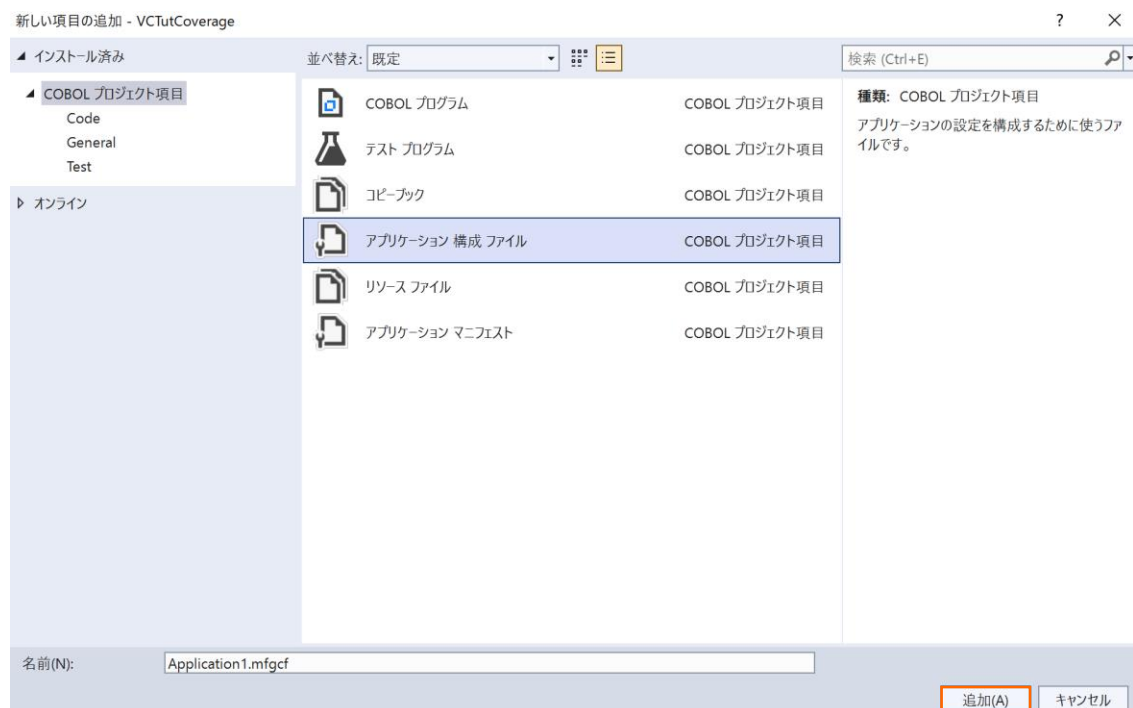 新しい項目の追加 - VCTutCoverage
? ×
インストール済み
並べ替え: 既定
検索 (Ctrl+E)
COBOL プロジェクト項目
Code
General
Test
オンライン
COBOL プログラム COBOL プロジェクト項目
テスト プログラム COBOL プロジェクト項目
コピーブック COBOL プロジェクト項目
アプリケーション 構成 ファイル COBOL プロジェクト項目
リソース ファイル COBOL プロジェクト項目
アプリケーション マニフェスト COBOL プロジェクト項目
種類: COBOL プロジェクト項目
アプリケーションの設定を構成するために使うファ
イルです。
名前(N): Application1.mfgcf
追加(A) キャンセル